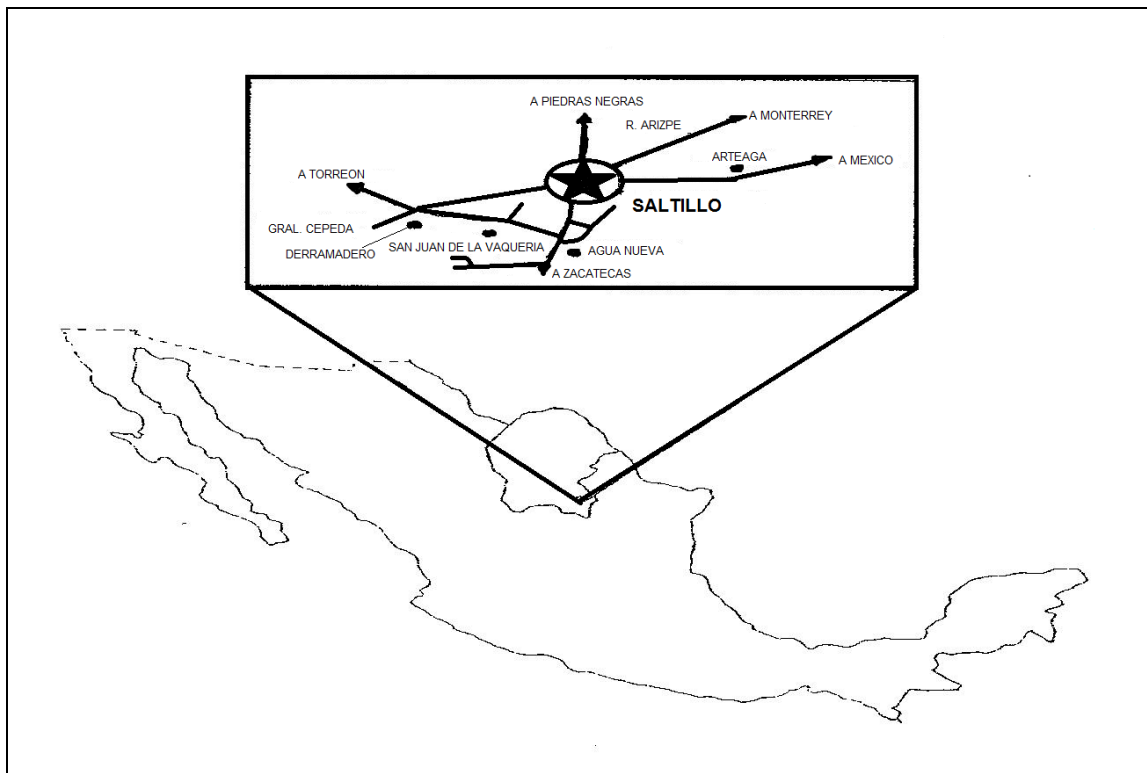 A PIEDRAS NEGRAS
A MONTERREY
R. ARIZPE
ARTEAGA
A MEXICO
A TORREON
SALTILLO
GRAL. CEPEDA
DERRAMADERO
SAN JUAN DE LA VAQUERIA
AGUA NUEVA
A ZACATECAS